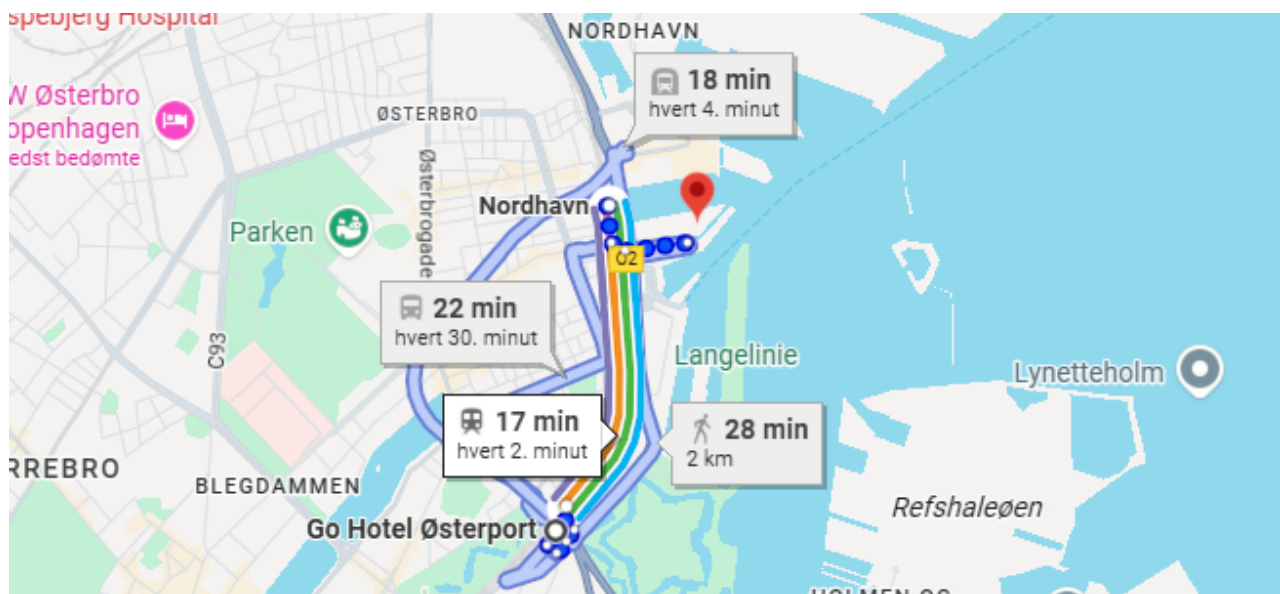 spebjerg Hospital
NORDHAVN
W Østerbro
openhagen
edst bedømte
ØSTERBRO
18 min
hvert 4. minut
Østerbrogade
Nordhavn
Parken
O2
22 min
hvert 30. minut
C93
Langelinie
Lynetteholm
17 min
hvert 2. minut
28 min
2 km
RREBRO
BLEGDAMMEN
Refshaleøen
Go Hotel Østerport
HOLMEN OG